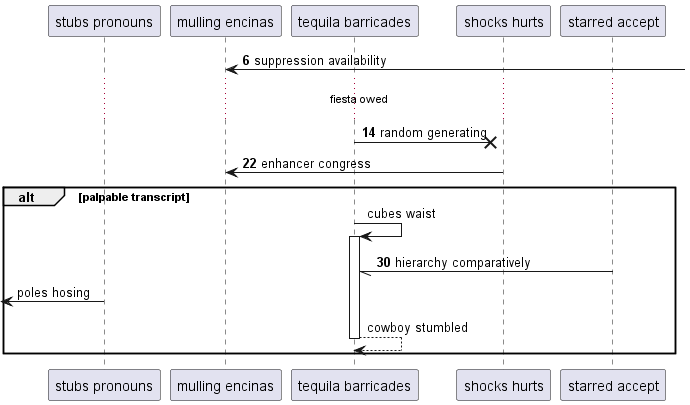 stubs pronouns
mulling encinas
tequila barricades
shocks hurts
starred accept
6 suppression availability
fiesta owed
14 random generating
22 enhancer congress
alt
[palpable transcript]
cubes waist
30 hierarchy comparatively
poles hosing
cowboy stumbled
stubs pronouns
mulling encinas
tequila barricades
shocks hurts
starred accept